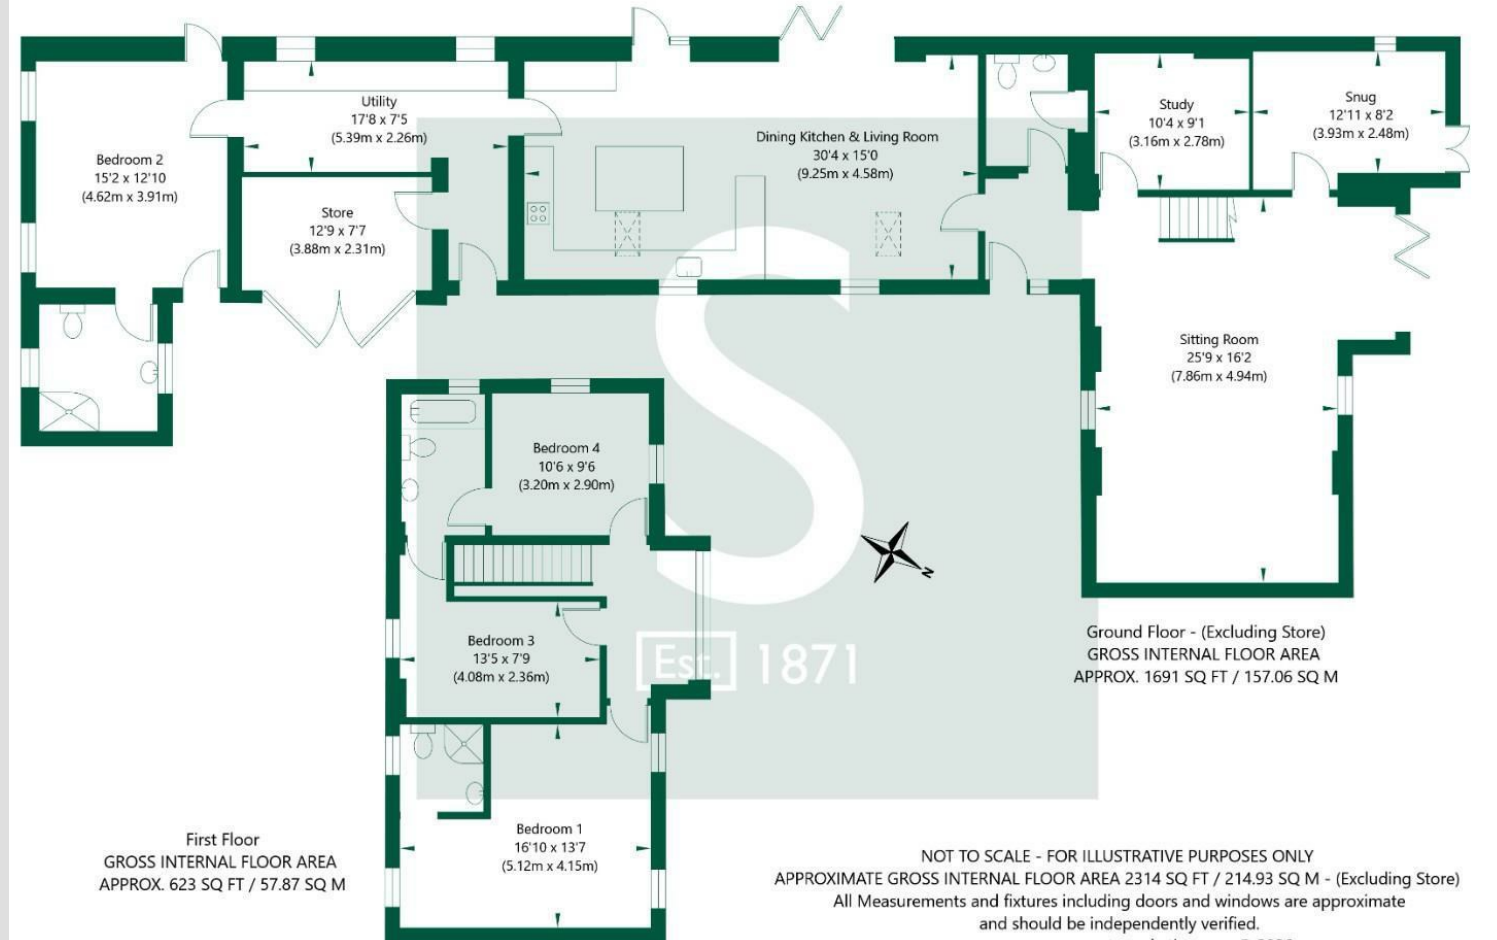 Utility
17'8 x 7'5
(5.39m x 2.26m)
Bedroom 2
15'2 x 12'10
(4.62m x 3.91m)
Store
12'9 x 7'7
(3.88m x 2.31m)
Dining Kitchen & Living Room
30'4 x 15'0
(9.25m x 4.58m)
Study
10'4 x 9'1
(3.16m x 2.78m)
Snug
12'11 x 8'2
(3.93m x 2.48m)
Sitting Room
25'9 x 16'2
(7.86m x 4.94m)
Bedroom 4
10'6 x 9'6
(3.20m x 2.90m)
S
N
Bedroom 3
13'5 x 7'9
(4.08m x 2.36m)
Est. 1871
Ground Floor - (Excluding Store)
GROSS INTERNAL FLOOR AREA
APPROX. 1691 SQ FT / 157.06 SQ M
Bedroom 1
16'10 x 13'7
(5.12m x 4.15m)
First Floor
GROSS INTERNAL FLOOR AREA
APPROX. 623 SQ FT / 57.87 SQ M
NOT TO SCALE - FOR ILLUSTRATIVE PURPOSES ONLY
APPROXIMATE GROSS INTERNAL FLOOR AREA 2314 SQ FT / 214.93 SQ M - (Excluding Store)
All Measurements and fixtures including doors and windows are approximate
and should be independently verified.